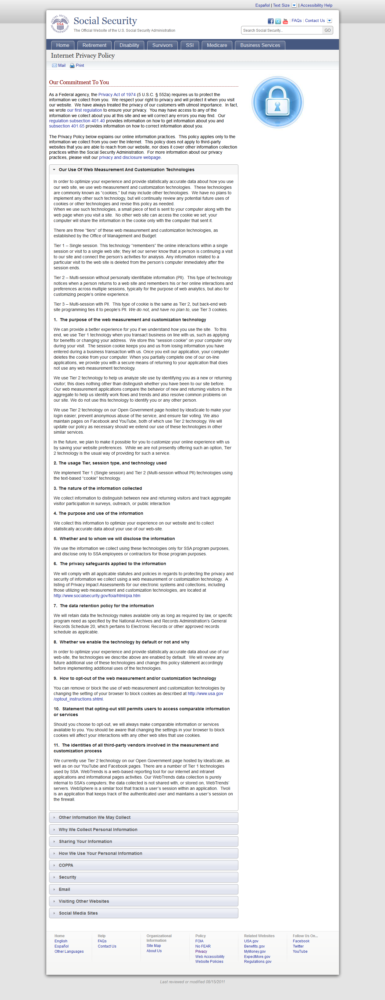 Español | Text Size | Accessibility Help
SOCIAL SECURITY ADMINISTRATION
USA
Social Security
The Official Website of the U.S. Social Security Administration
FAQs | Contact Us
Search Social Security... GO
Home Retirement Disability Survivors SSI Medicare Business Services
Internet Privacy Policy
Mail Print
Our Commitment To You
As a Federal agency, the Privacy Act of 1974 (5 U.S.C. § 552a) requires us to protect the
information we collect from you. We respect your right to privacy and will protect it when you visit
our website. We have always treated the privacy of our customers with utmost importance. In fact,
we wrote our first regulation to ensure your privacy. You may have access to any of the
information we collect about you at this site and we will correct any errors you may find. Our
regulation subsection 401.40 provides information on how to get information about you and
subsection 401.65 provides information on how to correct information about you.
The Privacy Policy below explains our online information practices. This policy applies only to the
information we collect from you over the Internet. This policy does not apply to third-party
websites that you are able to reach from our website, nor does it cover other information collection
practices within the Social Security Administration. For more information about our privacy
practices, please visit our privacy and disclosure webpage.
Our Use Of Web Measurement And Customization Technologies
In order to optimize your experience and provide statistically accurate data about how you use
our web site, we use web measurement and customization technologies. These technologies
are commonly known as “cookies,” but may include other technologies. We have no plans to
implement any other such technology, but will continually review any potential future uses of
cookies or other technologies and revise this policy as needed.
When we use such technologies, a small piece of text is sent to your computer along with the
web page when you visit a site. No other web site can access the cookie we set; your
computer will share the information in the cookie only with the computer that sent it.
There are three “tiers” of these web measurement and customization technologies, as
established by the Office of Management and Budget:
Tier 1 – Single session. This technology “remembers” the online interactions within a single
session or visit to a single web site; they let our server know that a person is continuing a visit
to our site and connect the person’s activities for analysis. Any information related to a
particular visit to the web site is deleted from the person’s computer immediately after the
session ends.
Tier 2 – Multi-session without personally identifiable information (PII). This type of technology
notices when a person returns to a web site and remembers his or her online interactions and
preferences across multiple sessions, typically for the purpose of web analytics, but also for
customizing people’s online experience.
Tier 3 – Multi-session with PII. This type of cookie is the same as Tier 2, but back-end web
site programming ties it to people’s PII. We do not, and have no plan to, use Tier 3 cookies.
1. The purpose of the web measurement and customization technology
We can provide a better experience for you if we understand how you use the site. To this
end, we use Tier 1 technology when you transact business on line with us, such as applying
for benefits or changing your address. We store this “session cookie” on your computer only
during your visit. The session cookie keeps you and us from losing information you have
entered during a business transaction with us. Once you exit our application, your computer
deletes the cookie from your computer. When you partially complete one of our on-line
applications, we provide you with a secure means of returning to your application that does
not use any web measurement technology.
We use Tier 2 technology to help us analyze site use by identifying you as a new or returning
visitor; this does nothing other than distinguish whether you have been to our site before.
Our web measurement applications compare the behavior of new and returning visitors in the
aggregate to help us identify work flows and trends and also resolve common problems on
our site. We do not use this technology to identify you or any other person.
We use Tier 2 technology on our Open Government page hosted by IdeaScale to make your
login easier, prevent anonymous abuse of the service, and ensure fair voting. We also
maintain pages on Facebook and YouTube, both of which use Tier 2 technology. We will
update our policy as necessary should we extend our use of these technologies in other
similar services.
In the future, we plan to make it possible for you to customize your online experience with us
by saving your website preferences. While we are not presently offering such an option, Tier
2 technology is the usual way of providing for such a service.
2. The usage Tier, session type, and technology used
We implement Tier 1 (Single session) and Tier 2 (Multi-session without PII) technologies using
the text-based “cookie” technology.
3. The nature of the information collected
We collect information to distinguish between new and returning visitors and track aggregate
visitor participation in surveys, outreach, or public interaction
4. The purpose and use of the information
We collect this information to optimize your experience on our website and to collect
statistically accurate data about your use of our web-site.
5. Whether and to whom we will disclose the information
We use the information we collect using these technologies only for SSA program purposes,
and disclose only to SSA employees or contractors for those program purposes.
6. The privacy safeguards applied to the information
We will comply with all applicable statutes and policies in regards to protecting the privacy and
security of information we collect using a web measurement or customization technology. A
listing of Privacy Impact Assessments for our electronic systems and collections, including
those utilizing web measurement and customization technologies, are located at
http://www.socialsecurity.gov/foia/html/pia.htm
7. The data retention policy for the information
We will retain data the technology makes available only as long as required by law, or specific
program need as specified by the National Archives and Records Administration’s General
Records Schedule 20, which pertains to Electronic Records or other approved records
schedule as applicable.
8. Whether we enable the technology by default or not and why
In order to optimize your experience and provide statistically accurate data about use of our
web-site, the technologies we describe above are enabled by default. We will review any
future additional use of these technologies and change this policy statement accordingly
before implementing additional uses of the technologies.
9. How to opt-out of the web measurement and/or customization technology
You can remove or block the use of web measurement and customization technologies by
changing the setting of your browser to block cookies as described at http://www.usa.gov
/optout_instructions.shtml.
10. Statement that opting-out still permits users to access comparable information
or services
Should you choose to opt-out, we will always make comparable information or services
available to you. You should be aware that changing the settings in your browser to block
cookies will affect your interactions with any other web sites that use cookies.
11. The identities of all third-party vendors involved in the measurement and
customization process
We currently use Tier 2 technology on our Open Government page hosted by IdeaScale, as
well as on our YouTube and Facebook pages. There are a number of Tier 1 technologies
used by SSA. WebTrends is a web-based reporting tool for our internet and intranet
applications and informational pages activities. Our WebTrends data collection is purely
internal to SSA’s computers; the data collected is not shared with, or stored on, WebTrends’
servers. WebSphere is a similar tool that tracks a user’s session within an application. Tivoli
is an application that keeps track of the authenticated user and maintains a user’s session on
the firewall.
Other Information We May Collect
Why We Collect Personal Information
Sharing Your Information
How We Use Your Personal Information
COPPA
Security
Email
Visiting Other Websites
Social Media Sites
Home
English
Español
Other Languages
Help
FAQs
Contact Us
Organizational
Information
Site Map
About Us
Policy
FOIA
No FEAR
Privacy
Web Accessibility
Website Policies
Related Websites
USA.gov
Benefits.gov
MyMoney.gov
ExpectMore.gov
Regulations.gov
Follow Us On...
Facebook
Twitter
YouTube
Last reviewed or modified 08/15/2011